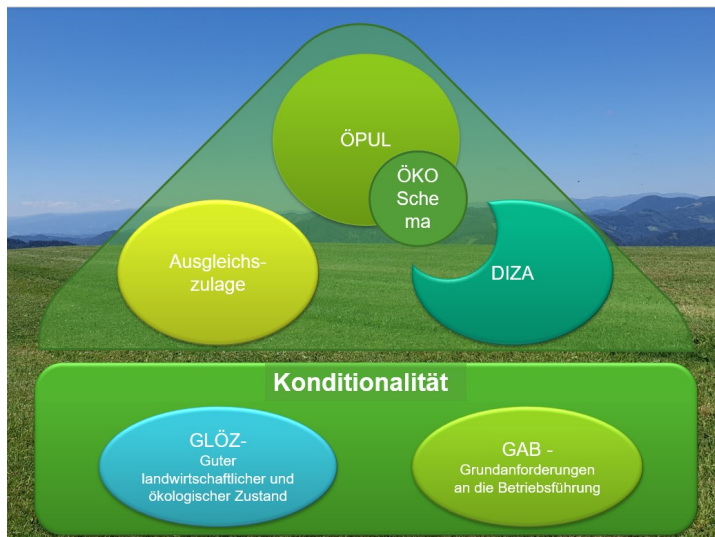 ÖPUL
ÖKO
Sche
ma
Ausgleichs-
zulage
DIZA
Konditionalität
GLÖZ-
Guter
landwirtschaftlicher und
ökologischer Zustand
GAB -
Grundanforderungen
an die Betriebsführung